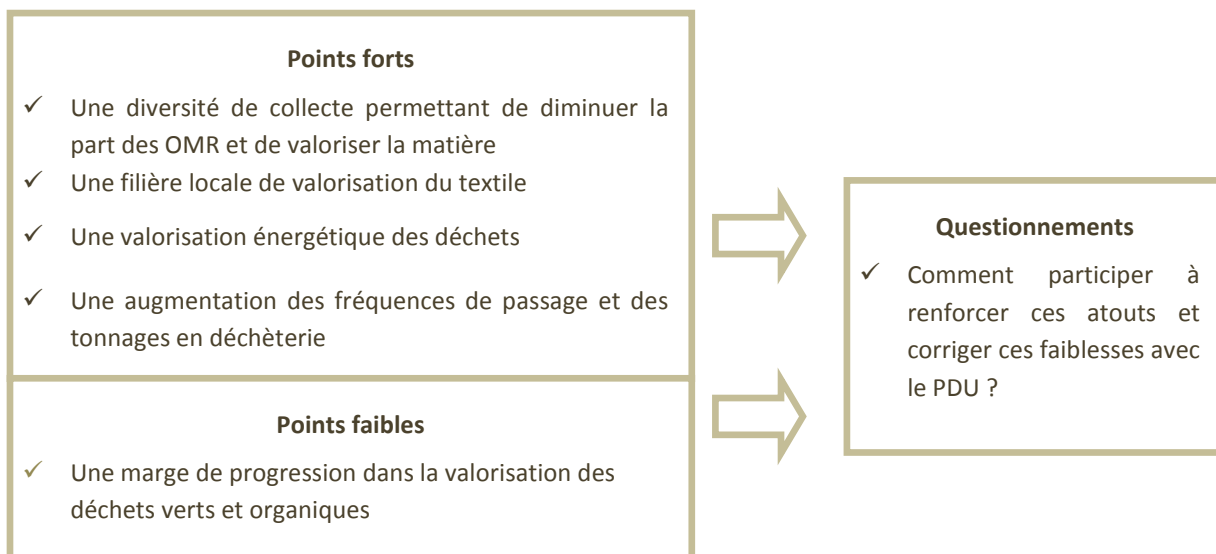 Points forts
✓ Une diversité de collecte permettant de diminuer la
part des OMR et de valoriser la matière
✓ Une filière locale de valorisation du textile
✓ Une valorisation énergétique des déchets
✓ Une augmentation des fréquences de passage et des
tonnages en déchèterie
Points faibles
✓ Une marge de progression dans la valorisation des
déchets verts et organiques
Questionnements
✓ Comment participer à
renforcer ces atouts et
corriger ces faiblesses avec
le PDU ?